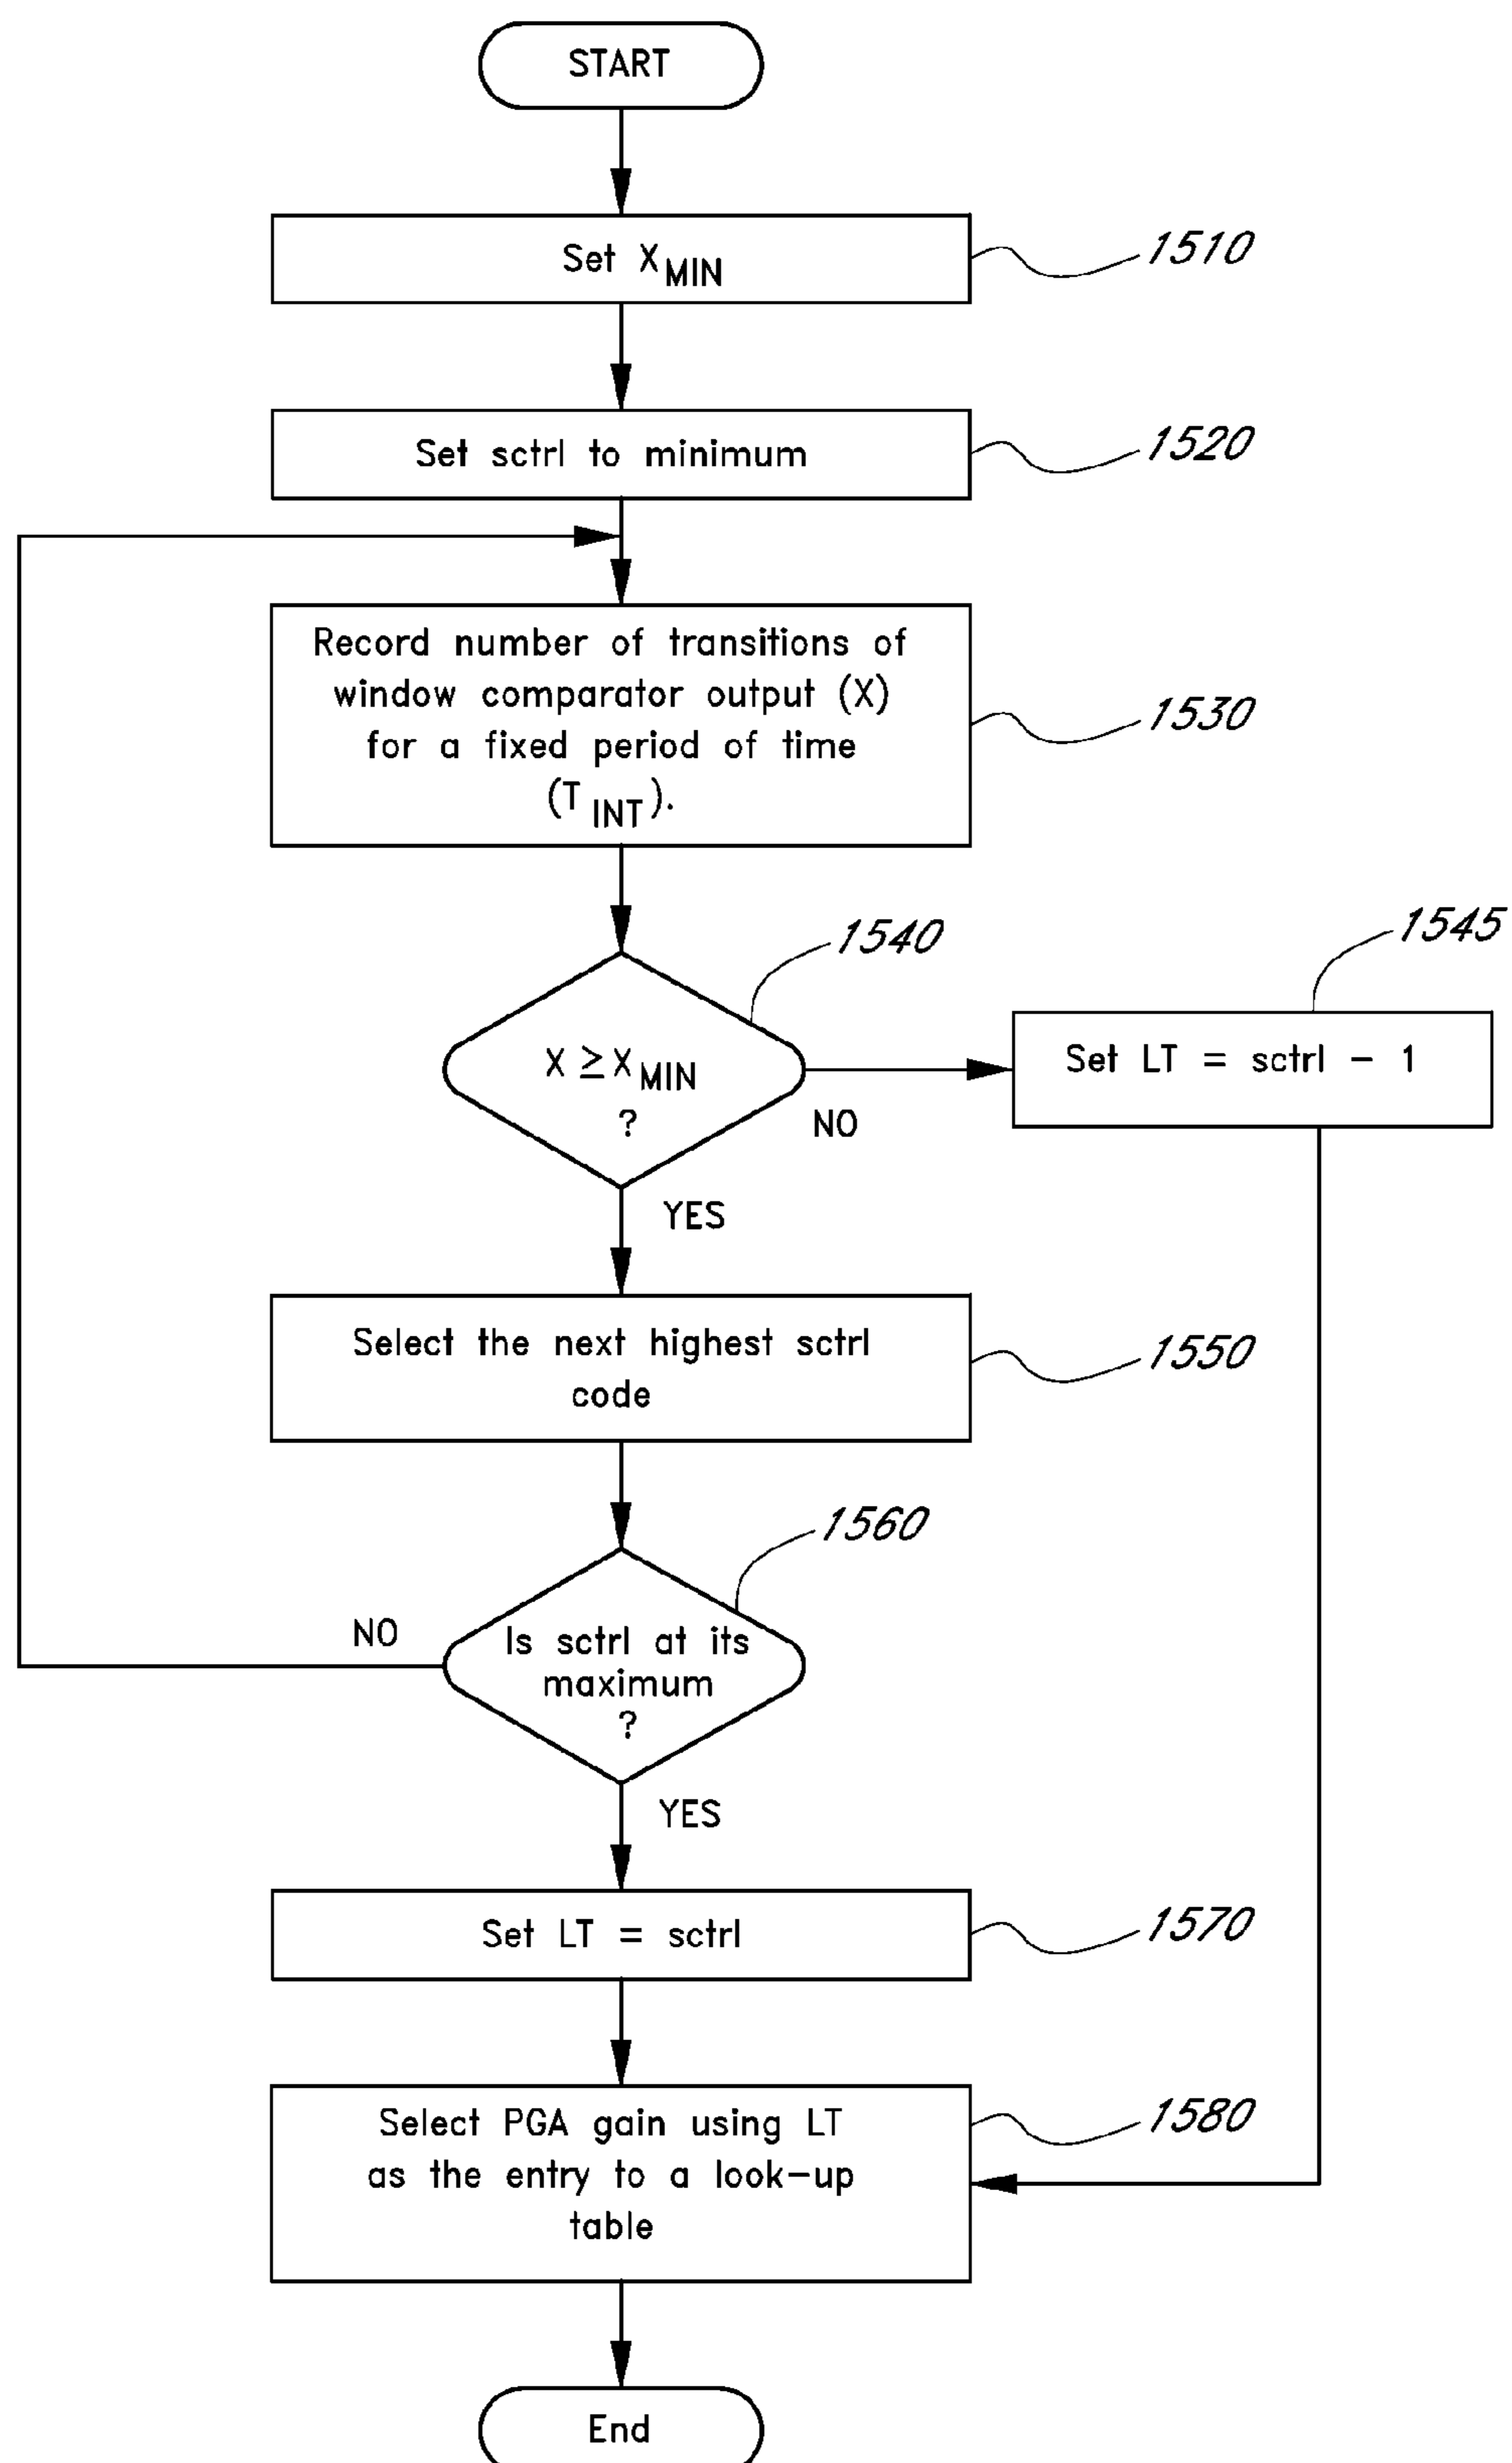 START
Set XMIN
1510
Set sctrl to minimum
1520
Record number of transitions of
window comparator output (X)
for a fixed period of time
(TINT).
1530
1540
X ≥ XMIN
?
NO
YES
1545
Set LT = sctrl - 1
Select the next highest sctrl
code
1550
1560
Is sctrl at its
maximum
?
NO
YES
Set LT = sctrl
1570
Select PGA gain using LT
as the entry to a look-up
table
1580
End